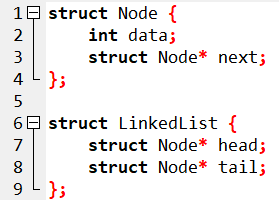 1 struct Node {
2     int data;
3     struct Node* next;
4 };
5
6 struct LinkedList {
7     struct Node* head;
8     struct Node* tail;
9 };